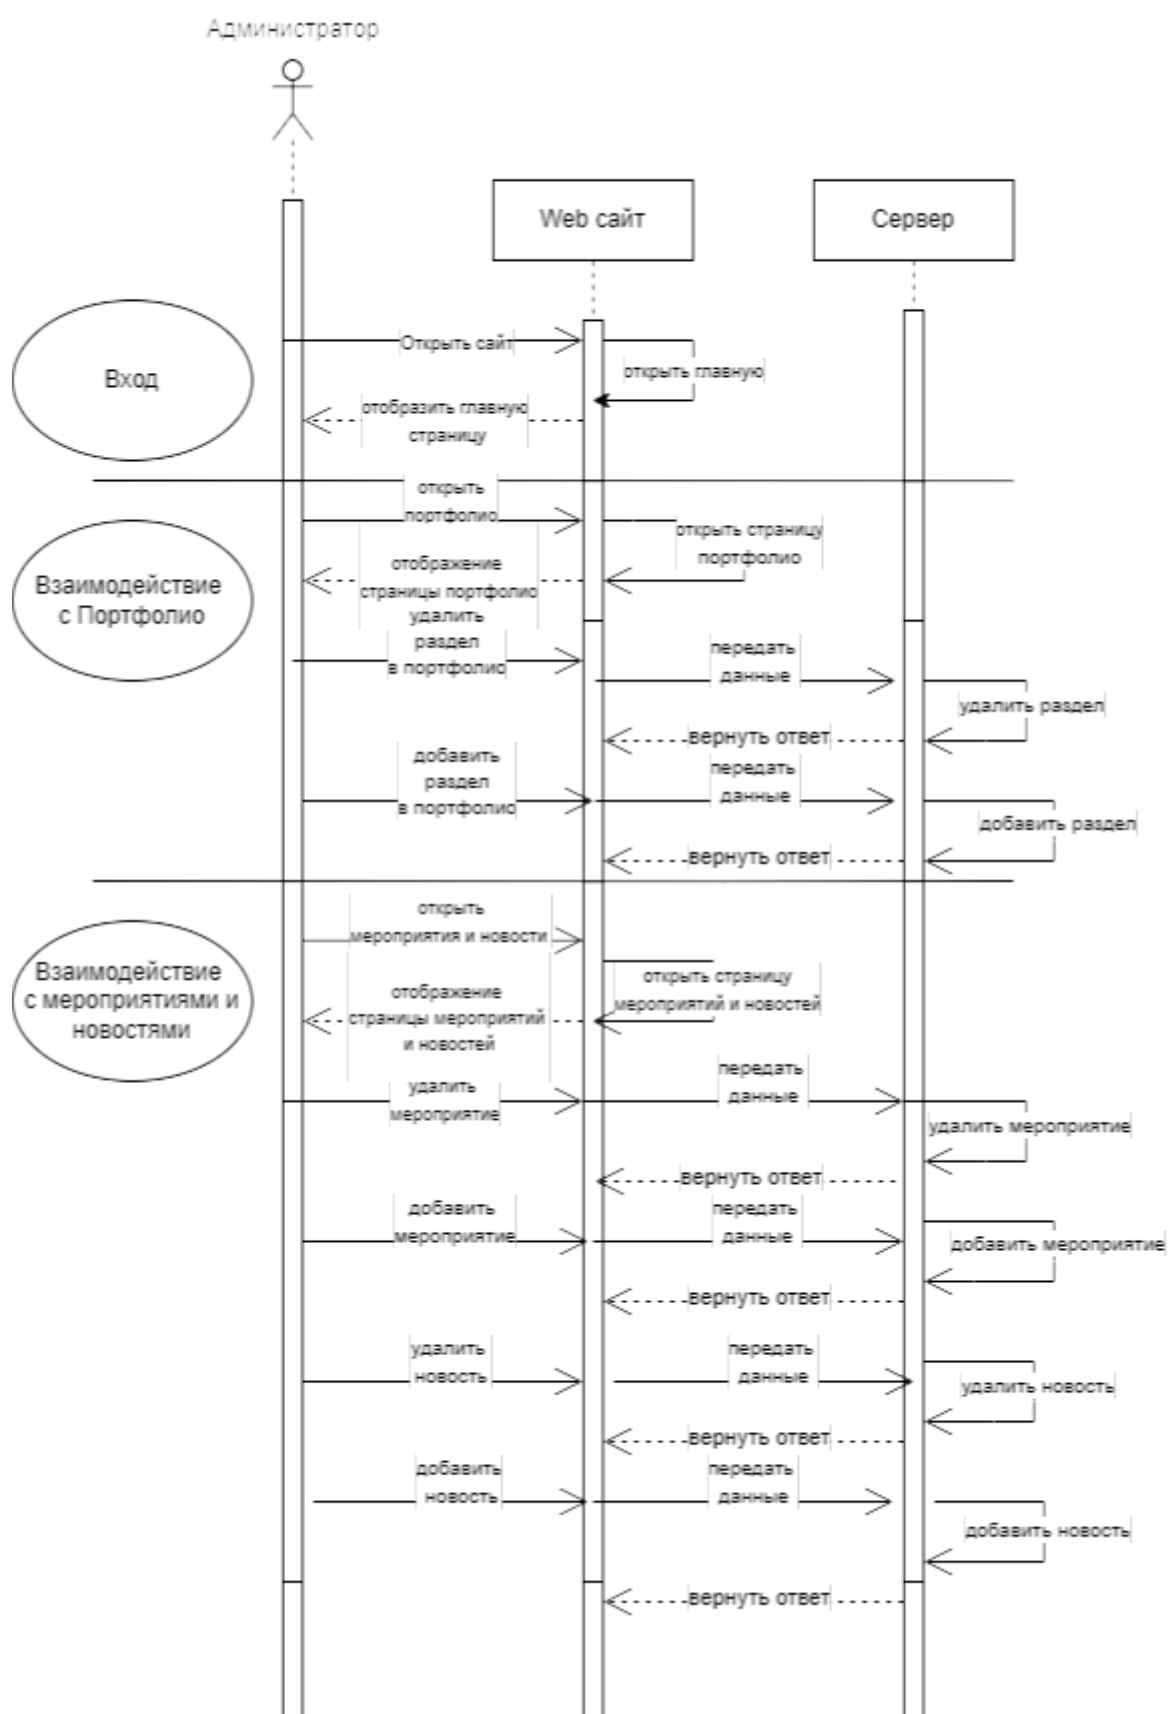 Администратор
Web сайт
Сервер
Вход
Открыть сайт
открыть главную
отобразить главную
страницу
Взаимодействие
с Портфолио
открыть
портфолио
открыть страницу
портфолио
отображение
страницы портфолио
удалить
раздел
в портфолио
передать
данные
удалить раздел
вернуть ответ
добавить
раздел
в портфолио
передать
данные
добавить раздел
вернуть ответ
Взаимодействие
с мероприятиями и
новостями
открыть
мероприятия и новости
открыть страницу
мероприятий и новостей
отображение
страницы мероприятий
и новостей
удалить
мероприятие
передать
данные
удалить мероприятие
вернуть ответ
добавить
мероприятие
передать
данные
добавить мероприятие
вернуть ответ
удалить
новость
передать
данные
удалить новость
вернуть ответ
добавить
новость
передать
данные
добавить новость
вернуть ответ